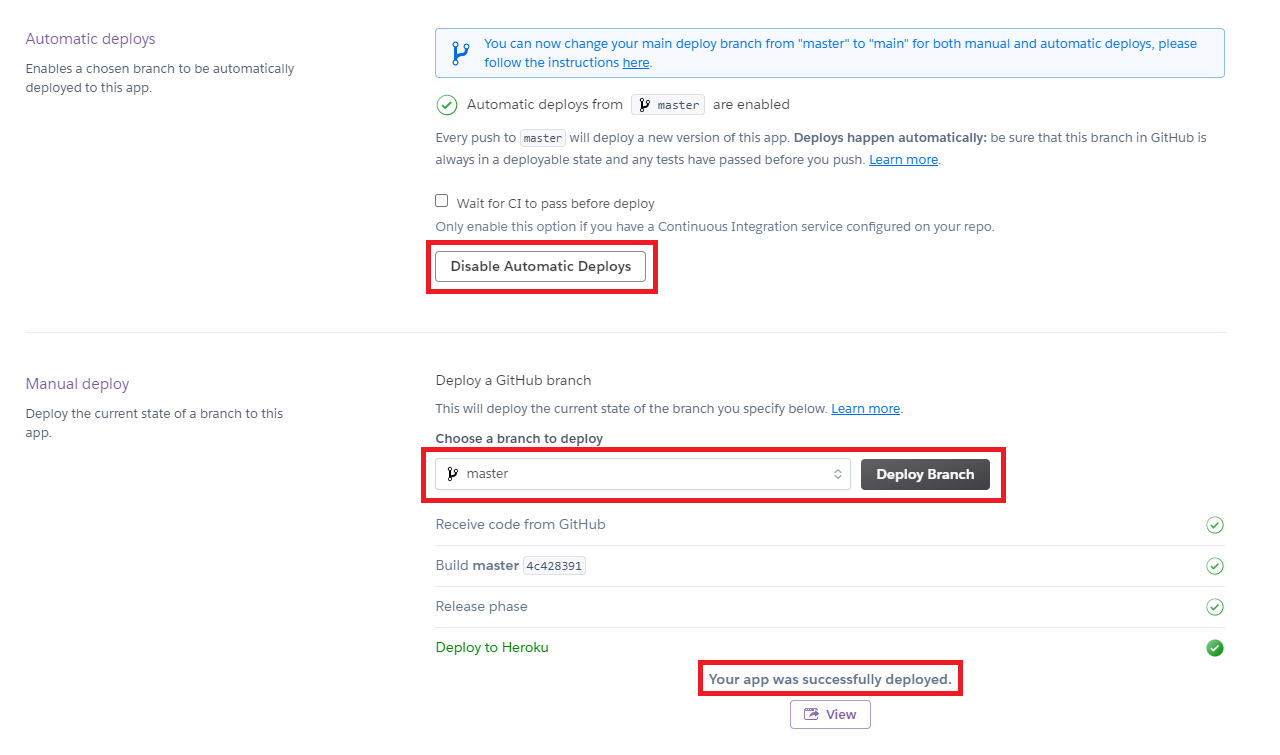 Automatic deploys
Enables a chosen branch to be automatically
deployed to this app.
You can now change your main deploy branch from "master" to "main" for both manual and automatic deploys, please
follow the instructions here.
Automatic deploys from master are enabled
Every push to master will deploy a new version of this app. Deploys happen automatically: be sure that this branch in GitHub is
always in a deployable state and any tests have passed before you push. Learn more.
Wait for CI to pass before deploy
Only enable this option if you have a Continuous Integration service configured on your repo.
Disable Automatic Deploys
Manual deploy
Deploy the current state of a branch to this
app.
Deploy a GitHub branch
This will deploy the current state of the branch you specify below. Learn more.
Choose a branch to deploy
master Deploy Branch
Receive code from GitHub
Build master 4c428391
Release phase
Deploy to Heroku
Your app was successfully deployed.
View